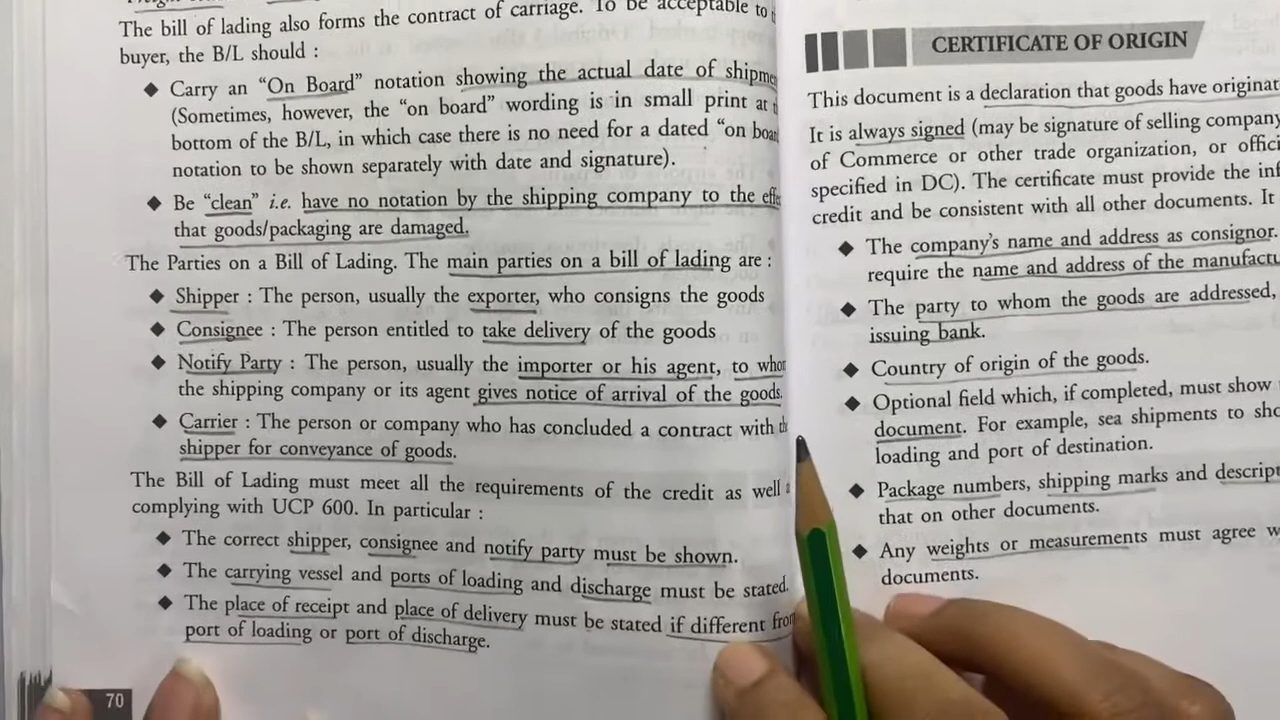 The bill of lading also forms the contract of carriage. To be acceptable to
buyer, the B/L should :
◆ Carry an “On Board” notation showing the actual date of
(Sometimes, however, the “on board” wording is in small print at
bottom of the B/L, in which case there is no need for a dated “on
notation to be shown separately with date and signature).
◆ Be “clean” i.e. have no notation by the shipping company to the
that goods/packaging are damaged.
The Parties on a Bill of Lading. The main parties on a bill of lading are :
◆ Shipper : The person, usually the exporter, who consigns the goods
◆ Consignee : The person entitled to take delivery of the goods
◆ Notify Party : The person, usually the importer or his agent, to
the shipping company or its agent gives notice of arrival of the goods.
◆ Carrier : The person or company who has concluded a contract with
shipper for conveyance of goods.
The Bill of Lading must meet all the requirements of the credit as well
complying with UCP 600. In particular :
◆ The correct shipper, consignee and notify party must be shown.
◆ The carrying vessel and ports of loading and discharge must be stated.
◆ The place of receipt and place of delivery must be stated if different
port of loading or port of discharge.
70
CERTIFICATE OF ORIGIN
This document is a declaration that goods have
It is always signed (may be signature of selling company
of Commerce or other trade organization, or
specified in DC). The certificate must provide the
credit and be consistent with all other documents. It
◆ The company’s name and address as consignor.
require the name and address of the
◆ The party to whom the goods are addressed,
issuing bank.
◆ Country of origin of the goods.
◆ Optional field which, if completed, must show
document. For example, sea shipments to
loading and port of destination.
◆ Package numbers, shipping marks and
that on other documents.
◆ Any weights or measurements must agree
documents.